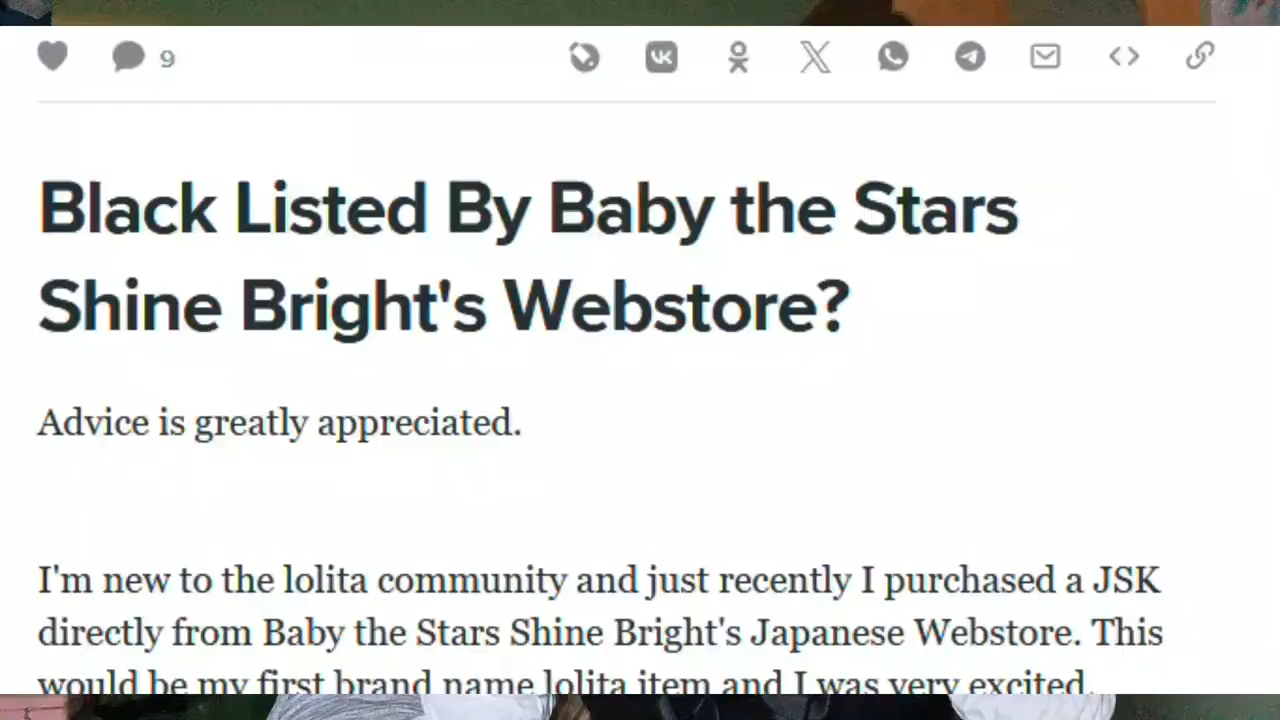 9
Black Listed By Baby the Stars
Shine Bright's Webstore?
Advice is greatly appreciated.
I'm new to the lolita community and just recently I purchased a JSK
directly from Baby the Stars Shine Bright's Japanese Webstore. This
would be my first brand name lolita item and I was very excited.